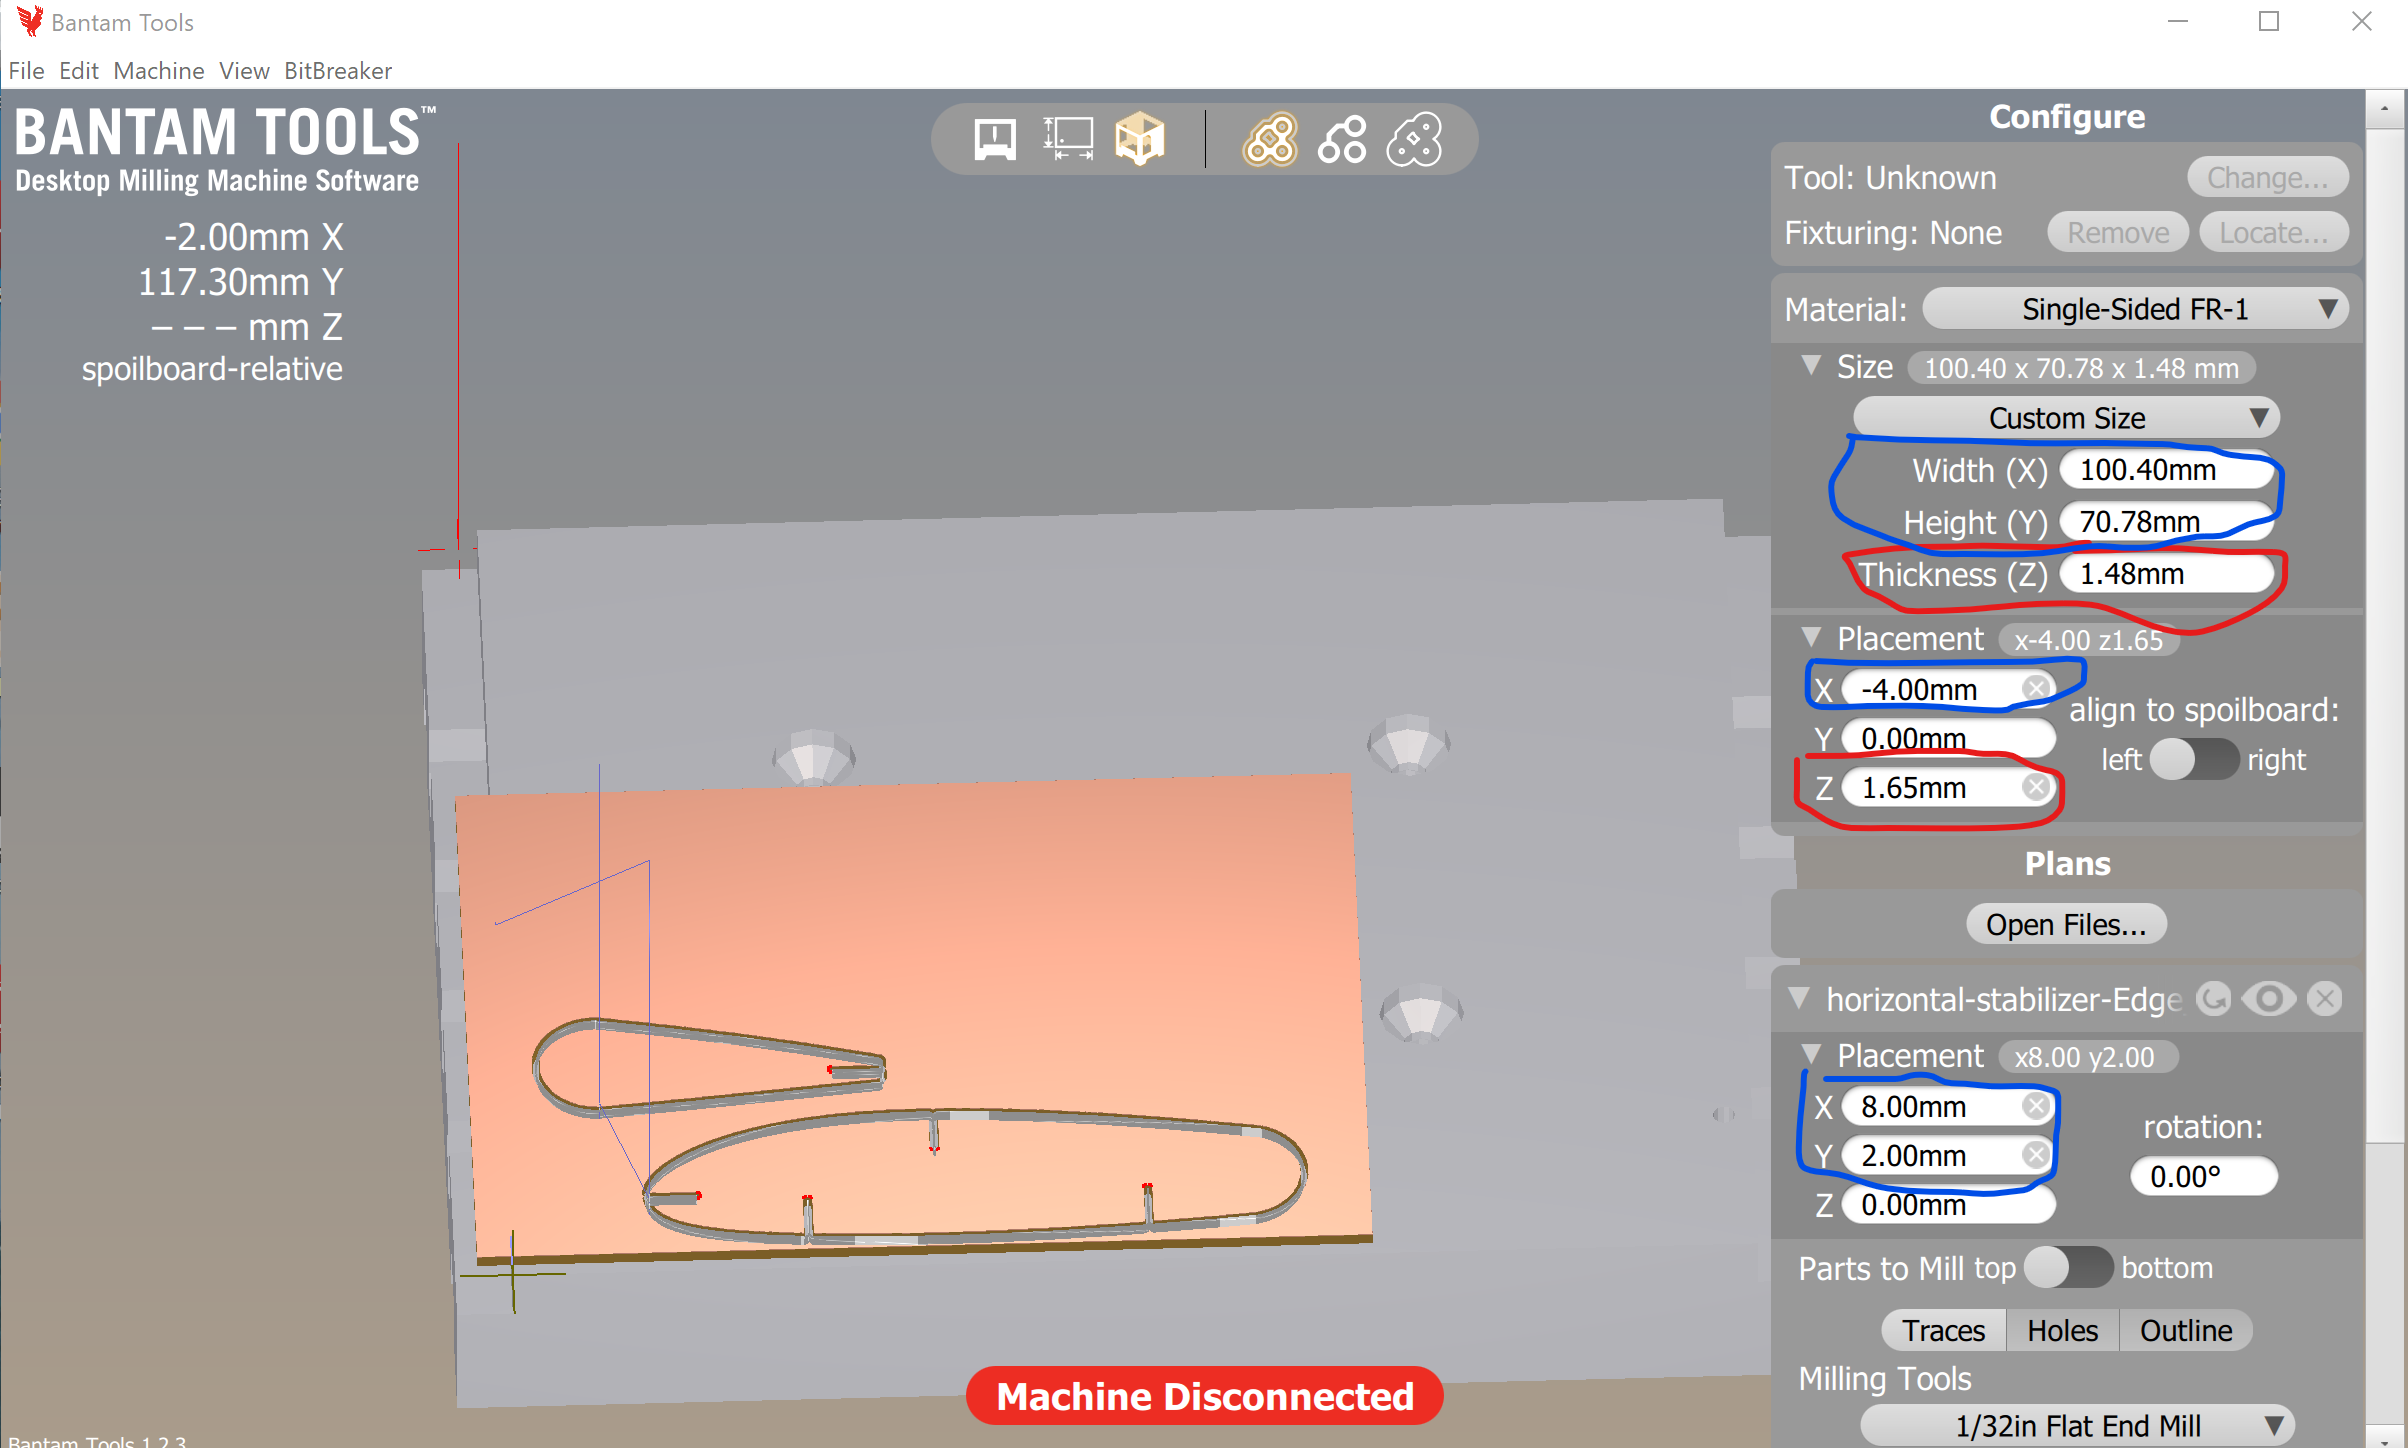 Bantam Tools
File Edit Machine View BitBreaker
BANTAM TOOLS™
Desktop Milling Machine Software
-2.00mm X
117.30mm Y
– – – mm Z
spoilboard-relative
Configure
Tool: Unknown
Change...
Fixturing: None
Remove
Locate...
Material:
Single-Sided FR-1
Size
100.40 x 70.78 x 1.48 mm
Custom Size
Width (X)
100.40mm
Height (Y)
70.78mm
Thickness (Z)
1.48mm
Placement
x-4.00 z1.65
X
-4.00mm
Y
0.00mm
Z
1.65mm
align to spoilboard:
left
right
Plans
Open Files...
horizontal-stabilizer-Edge
Placement
x8.00 y2.00
X
8.00mm
Y
2.00mm
Z
0.00mm
rotation:
0.00°
Parts to Mill top
bottom
Traces
Holes
Outline
Milling Tools
1/32in Flat End Mill
Machine Disconnected
Bantam Tools 1.2.3